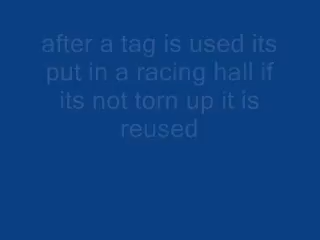 after a tag is used its
put in a racing hall if
its not torn up it is
reused